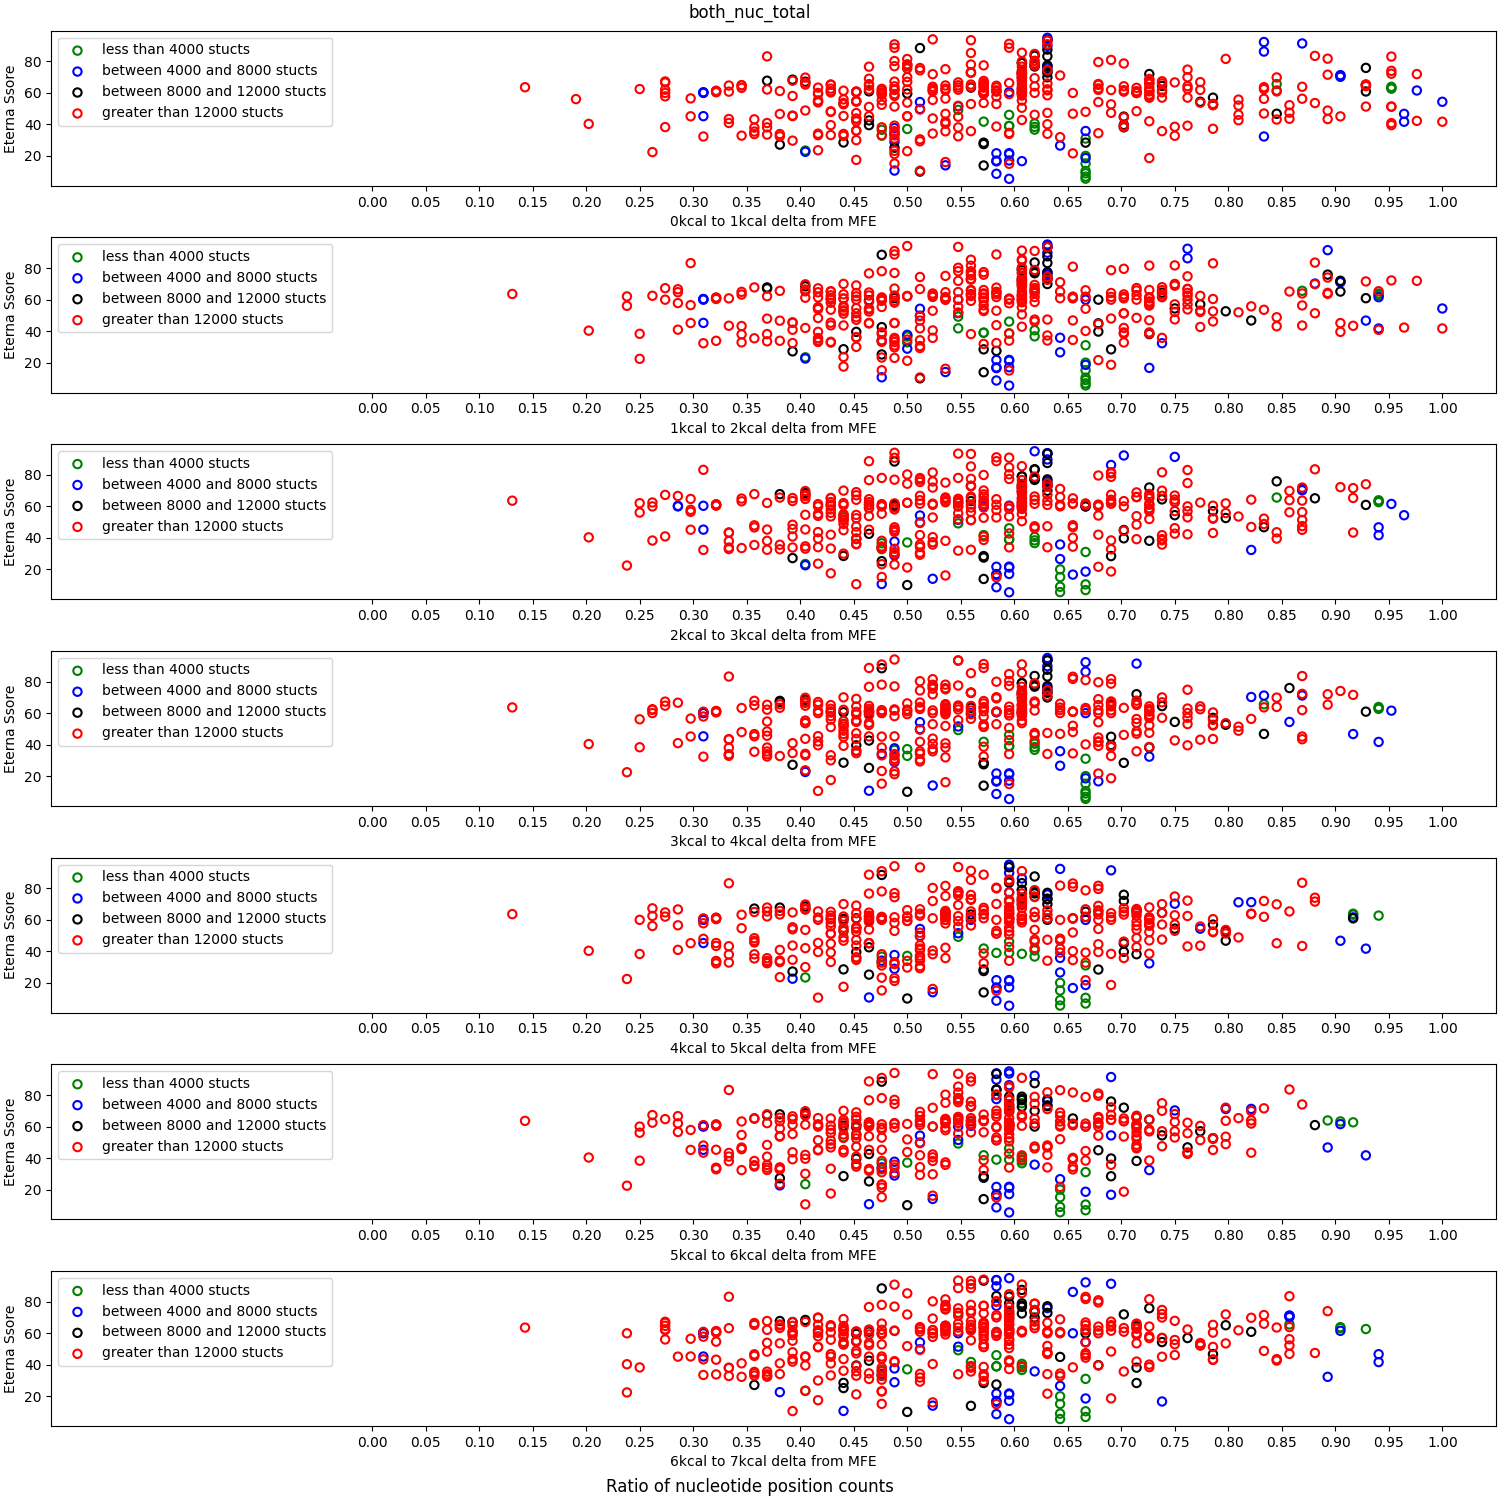 both_nuc_total
Eterna Ssore
80
60
40
20
less than 4000 stucts
between 4000 and 8000 stucts
between 8000 and 12000 stucts
greater than 12000 stucts
0.00 0.05 0.10 0.15 0.20 0.25 0.30 0.35 0.40 0.45 0.50 0.55 0.60 0.65 0.70 0.75 0.80 0.85 0.90 0.95 1.00
0kcal to 1kcal delta from MFE
Eterna Ssore
80
60
40
20
less than 4000 stucts
between 4000 and 8000 stucts
between 8000 and 12000 stucts
greater than 12000 stucts
0.00 0.05 0.10 0.15 0.20 0.25 0.30 0.35 0.40 0.45 0.50 0.55 0.60 0.65 0.70 0.75 0.80 0.85 0.90 0.95 1.00
1kcal to 2kcal delta from MFE
Eterna Ssore
80
60
40
20
less than 4000 stucts
between 4000 and 8000 stucts
between 8000 and 12000 stucts
greater than 12000 stucts
0.00 0.05 0.10 0.15 0.20 0.25 0.30 0.35 0.40 0.45 0.50 0.55 0.60 0.65 0.70 0.75 0.80 0.85 0.90 0.95 1.00
2kcal to 3kcal delta from MFE
Eterna Ssore
80
60
40
20
less than 4000 stucts
between 4000 and 8000 stucts
between 8000 and 12000 stucts
greater than 12000 stucts
0.00 0.05 0.10 0.15 0.20 0.25 0.30 0.35 0.40 0.45 0.50 0.55 0.60 0.65 0.70 0.75 0.80 0.85 0.90 0.95 1.00
3kcal to 4kcal delta from MFE
Eterna Ssore
80
60
40
20
less than 4000 stucts
between 4000 and 8000 stucts
between 8000 and 12000 stucts
greater than 12000 stucts
0.00 0.05 0.10 0.15 0.20 0.25 0.30 0.35 0.40 0.45 0.50 0.55 0.60 0.65 0.70 0.75 0.80 0.85 0.90 0.95 1.00
4kcal to 5kcal delta from MFE
Eterna Ssore
80
60
40
20
less than 4000 stucts
between 4000 and 8000 stucts
between 8000 and 12000 stucts
greater than 12000 stucts
0.00 0.05 0.10 0.15 0.20 0.25 0.30 0.35 0.40 0.45 0.50 0.55 0.60 0.65 0.70 0.75 0.80 0.85 0.90 0.95 1.00
5kcal to 6kcal delta from MFE
Eterna Ssore
80
60
40
20
less than 4000 stucts
between 4000 and 8000 stucts
between 8000 and 12000 stucts
greater than 12000 stucts
0.00 0.05 0.10 0.15 0.20 0.25 0.30 0.35 0.40 0.45 0.50 0.55 0.60 0.65 0.70 0.75 0.80 0.85 0.90 0.95 1.00
6kcal to 7kcal delta from MFE
Ratio of nucleotide position counts